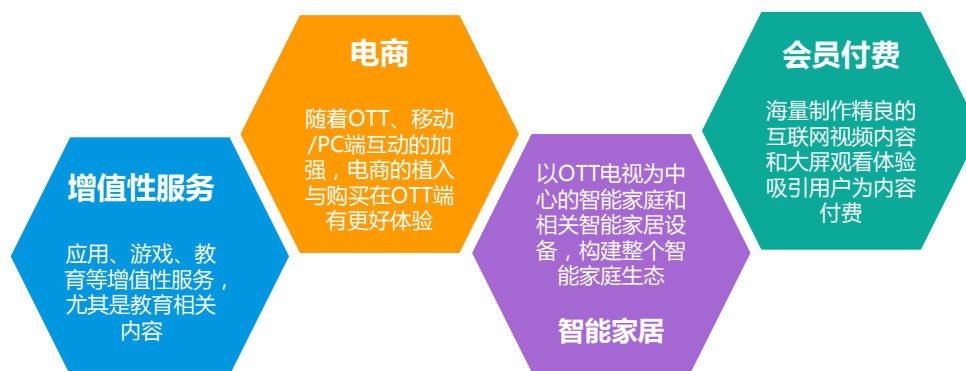 增值性服务
应用、游戏、教
育等增值性服务，
尤其是教育相关
内容
电商
随着OTT、移动
/PC端互动的加
强，电商的植入
与购买在OTT端
有更好体验
以OTT电视为中
心的智能家庭和
相关智能家居设
备，构建整个智
能家庭生态
智能家居
会员付费
海量制作精良的
互联网视频内容
和大屏观看体验
吸引用户为内容
付费